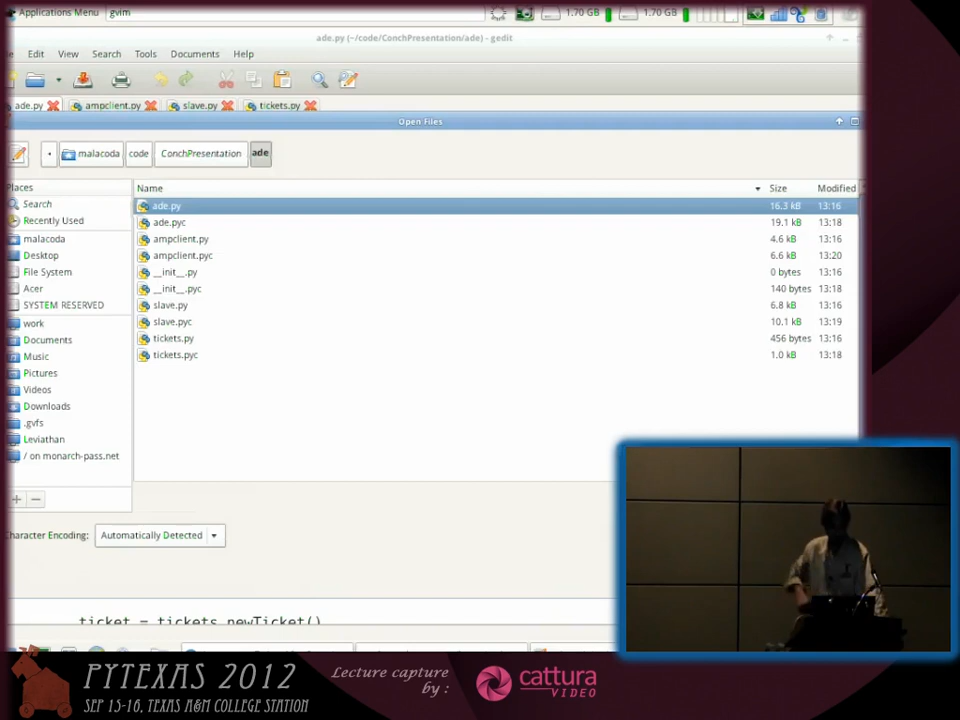 Applications Menu gvim 1.70 GB 1.70 GB
ade.py (~/code/ConchPresentation/ade) - gedit
Edit View Search Tools Documents Help
ade.py ampclient.py slave.py tickets.py
Open Files
malacoda code ConchPresentation ade
Places Name Size Modified
Search ade.py 16.3 kB 13:16
Recently Used ade.pyc 19.1 kB 13:18
malacoda ampclient.py 4.6 kB 13:16
Desktop ampclient.pyc 6.6 kB 13:20
File System __init__.py 0 bytes 13:16
Acer __init__.pyc 140 bytes 13:18
SYSTEM RESERVED slave.py 6.8 kB 13:16
work slave.pyc 10.1 kB 13:19
Documents tickets.py 456 bytes 13:16
Music tickets.pyc 1.0 kB 13:18
Pictures
Videos
Downloads
.gvfs
Leviathan
/ on monarch-pass.net
Character Encoding: Automatically Detected
ticket = tickets.newTicket()
PYTEXAS 2012
SEP 15-16, TEXAS A&M COLLEGE STATION
Lecture capture
by :
cattura
VIDEO